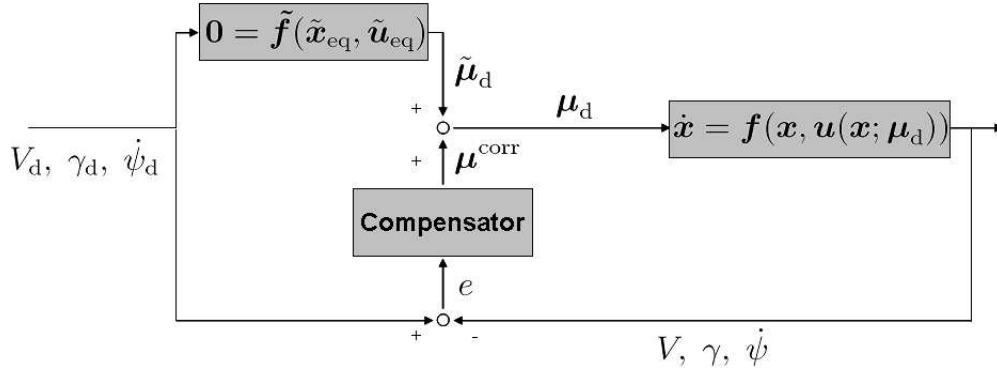 0 = f̃(x̃_eq, ũ_eq)
μ̃_d
+
μ_d
ẋ = f(x, u(x; μ_d))
V_d, γ_d, ψ̇_d
+
μ^corr
Compensator
e
+
-
V, γ, ψ̇